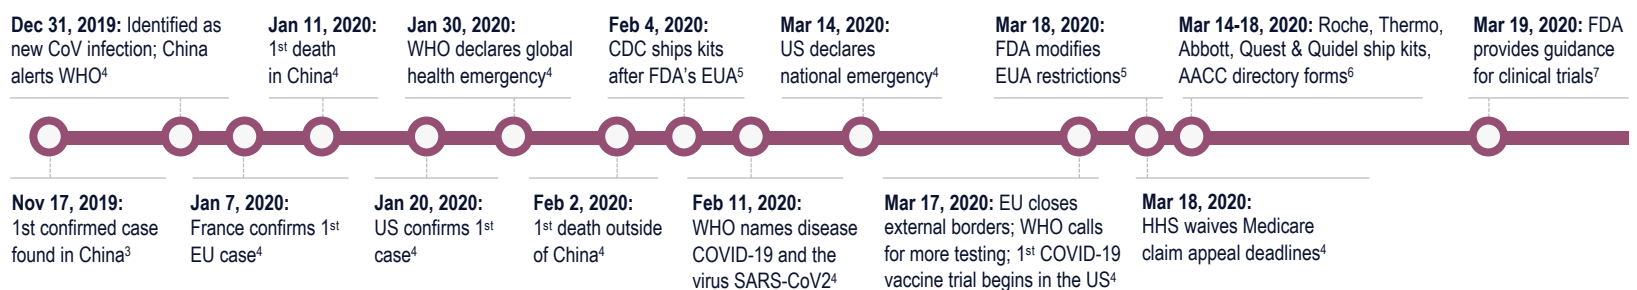 Dec 31, 2019: Identified as
new CoV infection; China
alerts WHO⁴
Jan 11, 2020:
1ˢᵗ death
in China⁴
Jan 30, 2020:
WHO declares global
health emergency⁴
Feb 4, 2020:
CDC ships kits
after FDA's EUA⁵
Mar 14, 2020:
US declares
national emergency⁴
Mar 18, 2020:
FDA modifies
EUA restrictions⁵
Mar 14-18, 2020: Roche, Thermo,
Abbott, Quest & Quidel ship kits,
AACC directory forms⁶
Mar 19, 2020: FDA
provides guidance
for clinical trials⁷
Nov 17, 2019:
1st confirmed case
found in China³
Jan 7, 2020:
France confirms 1ˢᵗ
EU case⁴
Jan 20, 2020:
US confirms 1ˢᵗ
case⁴
Feb 2, 2020:
1ˢᵗ death outside
of China⁴
Feb 11, 2020:
WHO names disease
COVID-19 and the
virus SARS-CoV2⁴
Mar 17, 2020: EU closes
external borders; WHO calls
for more testing; 1ˢᵗ COVID-19
vaccine trial begins in the US⁴
Mar 18, 2020:
HHS waives Medicare
claim appeal deadlines⁴